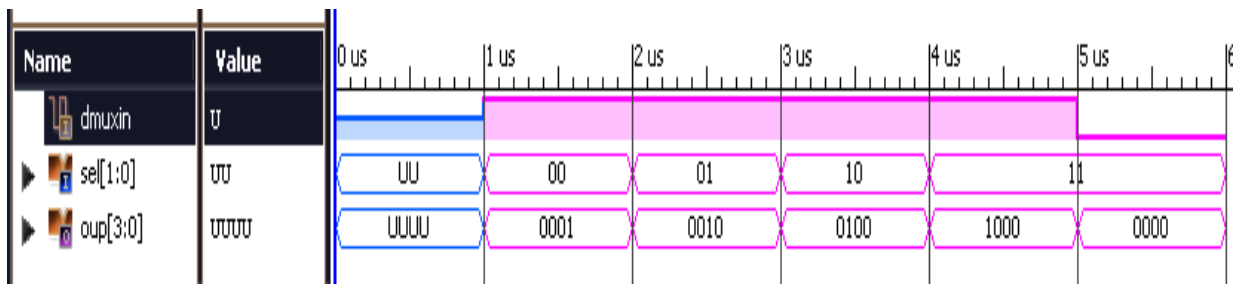 Name Value 0 us 1 us 2 us 3 us 4 us 5 us 6
dmuxin U
sel[1:0] UU UU 00 01 10 11
oup[3:0] UUUU UUUU 0001 0010 0100 1000 0000